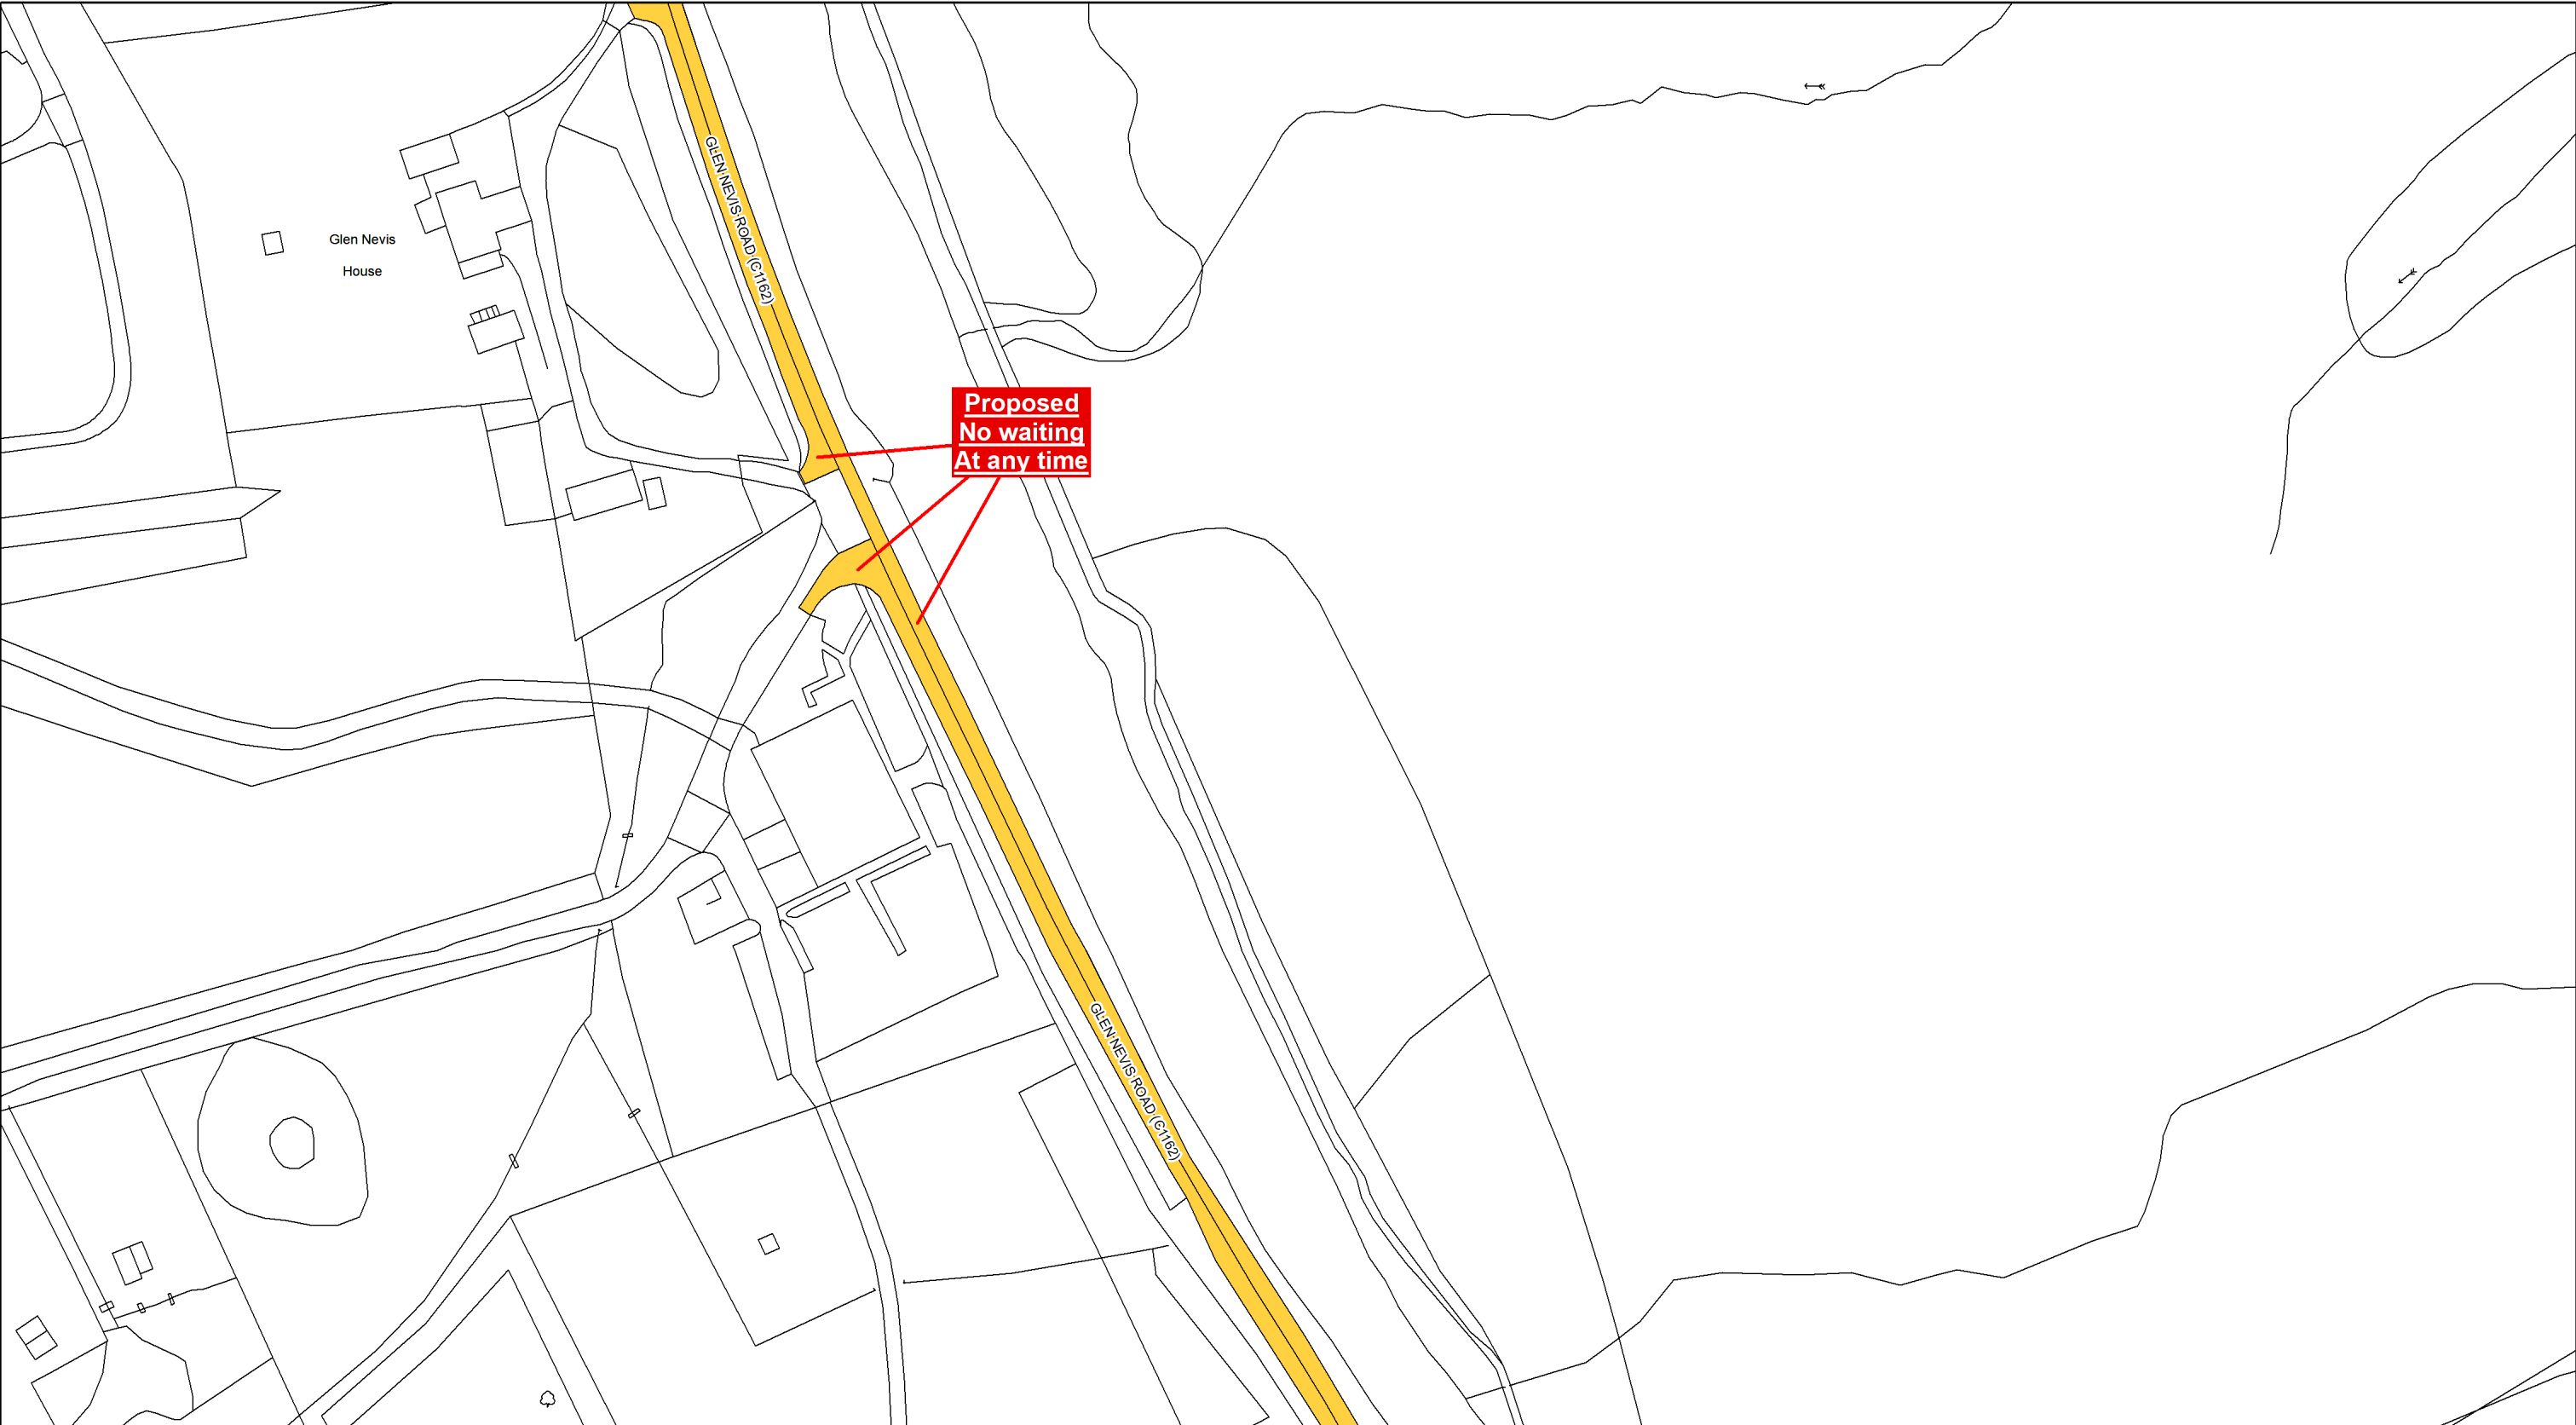 GLEN NEVIS ROAD (C1162)
Glen Nevis
House
Proposed
No waiting
At any time
GLEN NEVIS ROAD (C1162)